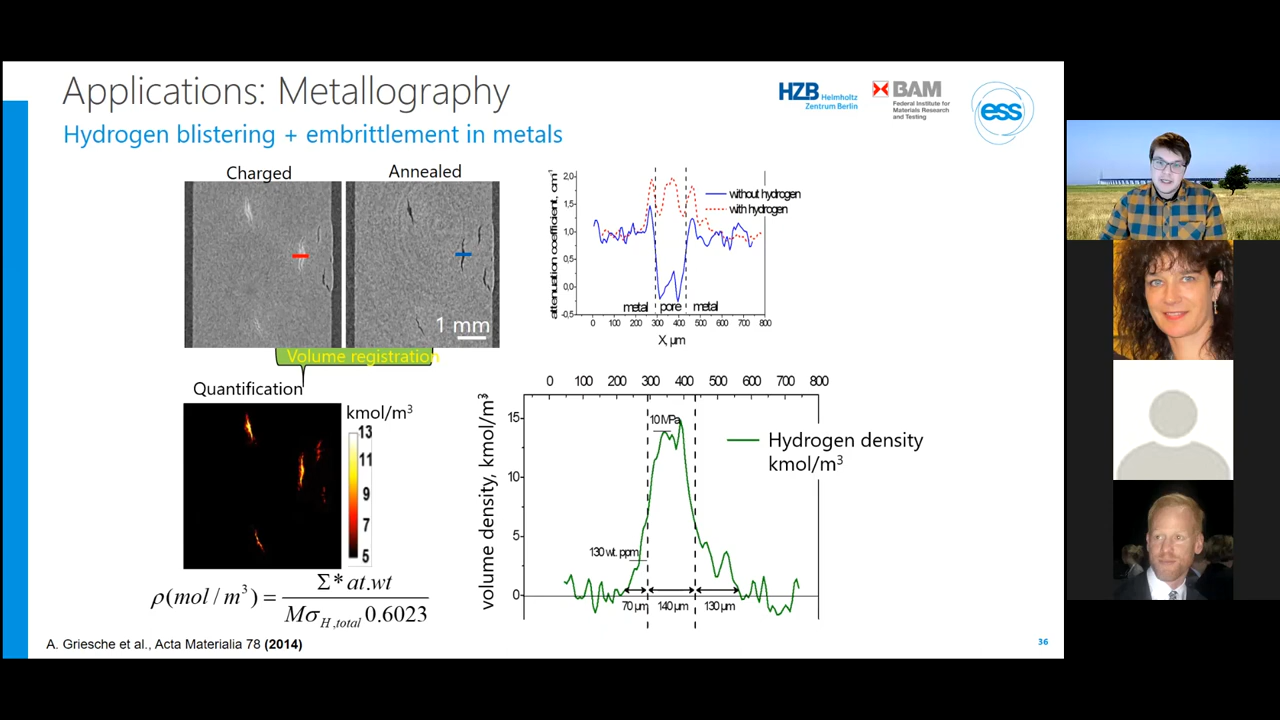 Applications: Metallography
Hydrogen blistering + embrittlement in metals
HZB Helmholtz
Zentrum Berlin
BAM
Federal Institute for
Materials Research
and Testing
ess
Charged
Annealed
1 mm
Volume registration
Quantification
kmol/m³
13
11
9
7
5
ρ(mol / m³) = Σ * at.wt / Mσ H,total 0.6023
attenuation coefficient, cm⁻¹
2,0
1,5
1,0
0,5
0,0
-0,5
without hydrogen
with hydrogen
metal pore metal
0 100 200 300 400 500 600 700 800
X, µm
0 100 200 300 400 500 600 700 800
volume density, kmol/m³
15
10
5
0
10 MPa
130 wt. ppm
70 µm 140 µm 130 µm
Hydrogen density
kmol/m³
A. Griesche et al., Acta Materialia 78 (2014)
36